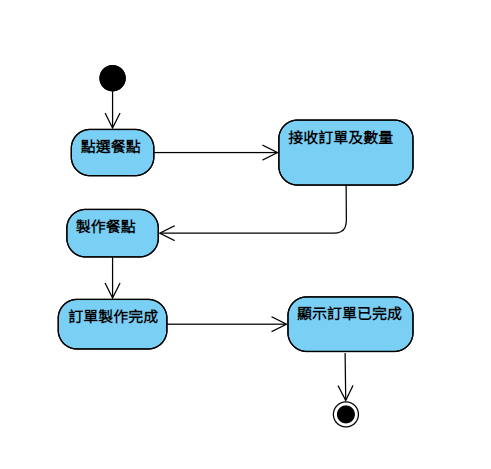 點選餐點
接收訂單及數量
製作餐點
訂單製作完成
顯示訂單已完成